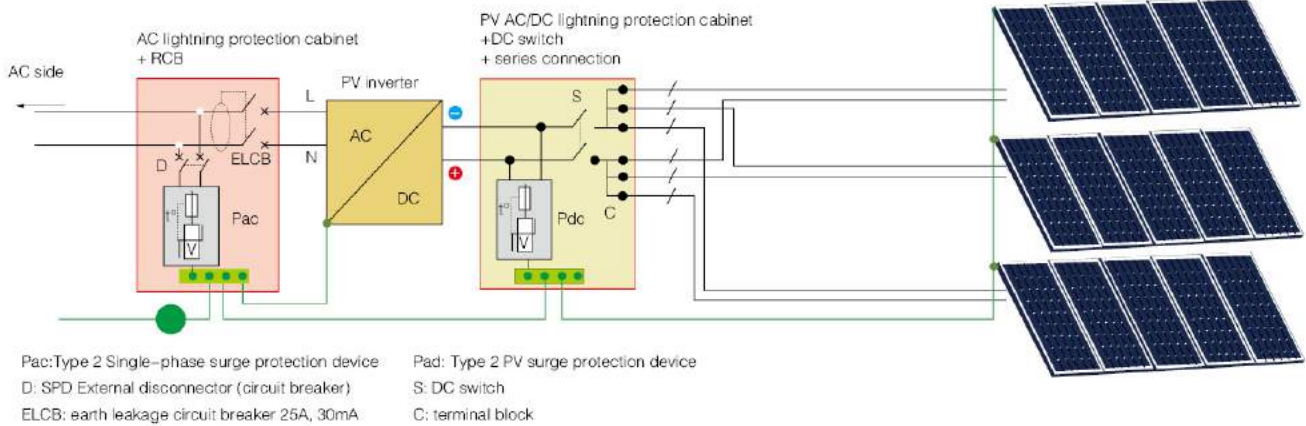 PV AC/DC lightning protection cabinet
+DC switch
+ series connection
AC lightning protection cabinet
+ RCB
AC side
PV inverter
L
N
AC
DC
S
D
ELCB
t°
Pac
V
t°
Pdc
V
C
Pac:Type 2 Single-phase surge protection device
D: SPD External disconnector (circuit breaker)
ELCB: earth leakage circuit breaker 25A, 30mA
Pad: Type 2 PV surge protection device
S: DC switch
C: terminal block